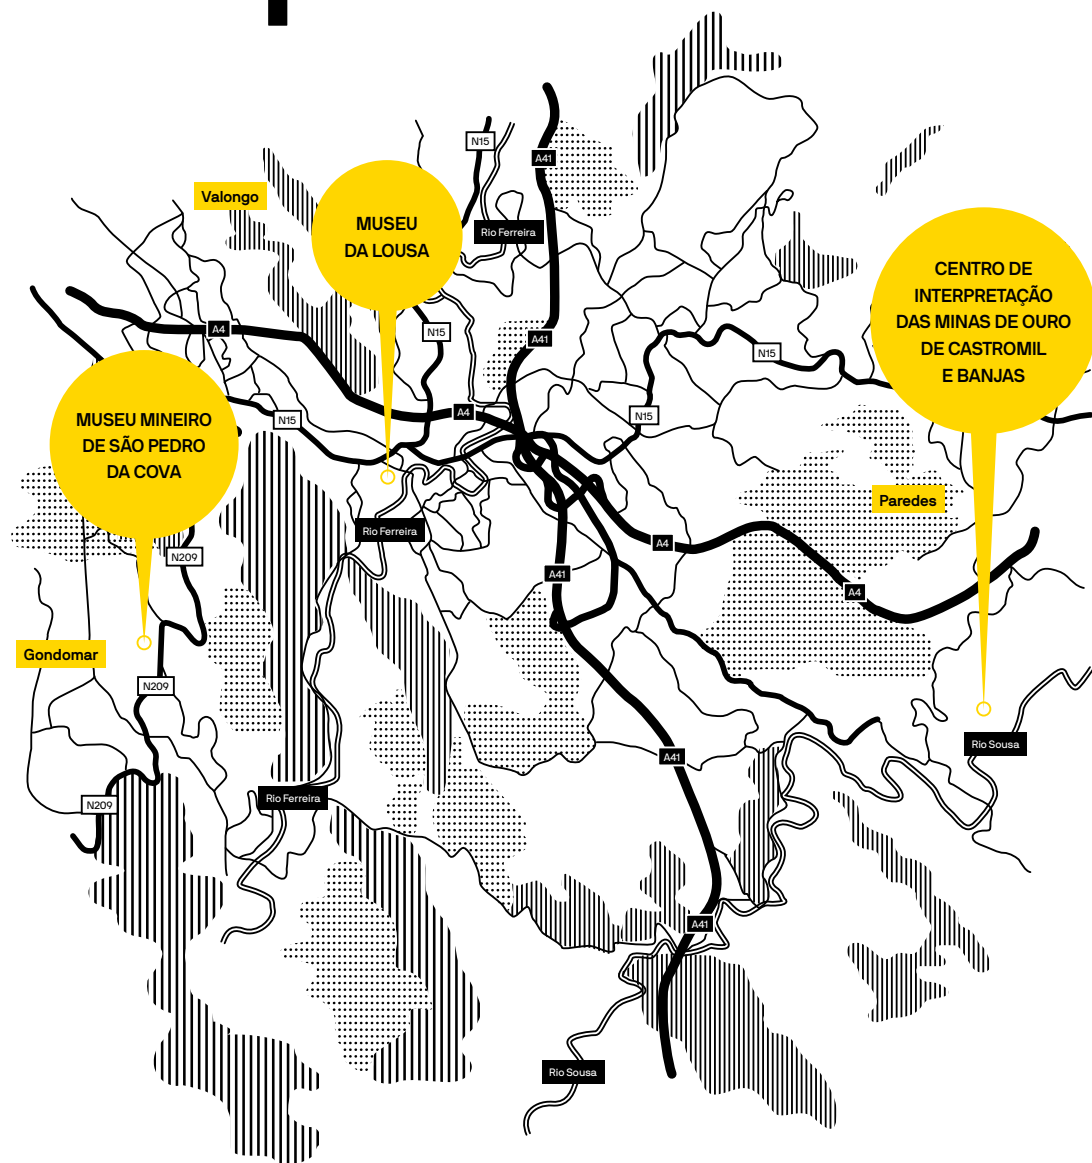 N15
A41
Valongo
MUSEU
DA LOUSA
Rio Ferreira
CENTRO DE
INTERPRETAÇÃO
DAS MINAS DE OURO
DE CASTROMIL
E BANJAS
A4
N15
A41
N15
MUSEU MINEIRO
DE SÃO PEDRO
DA COVA
N15
A4
N15
Paredes
Rio Ferreira
A4
N209
A41
A4
Gondomar
N209
Rio Sousa
A41
Rio Ferreira
N209
A41
Rio Sousa